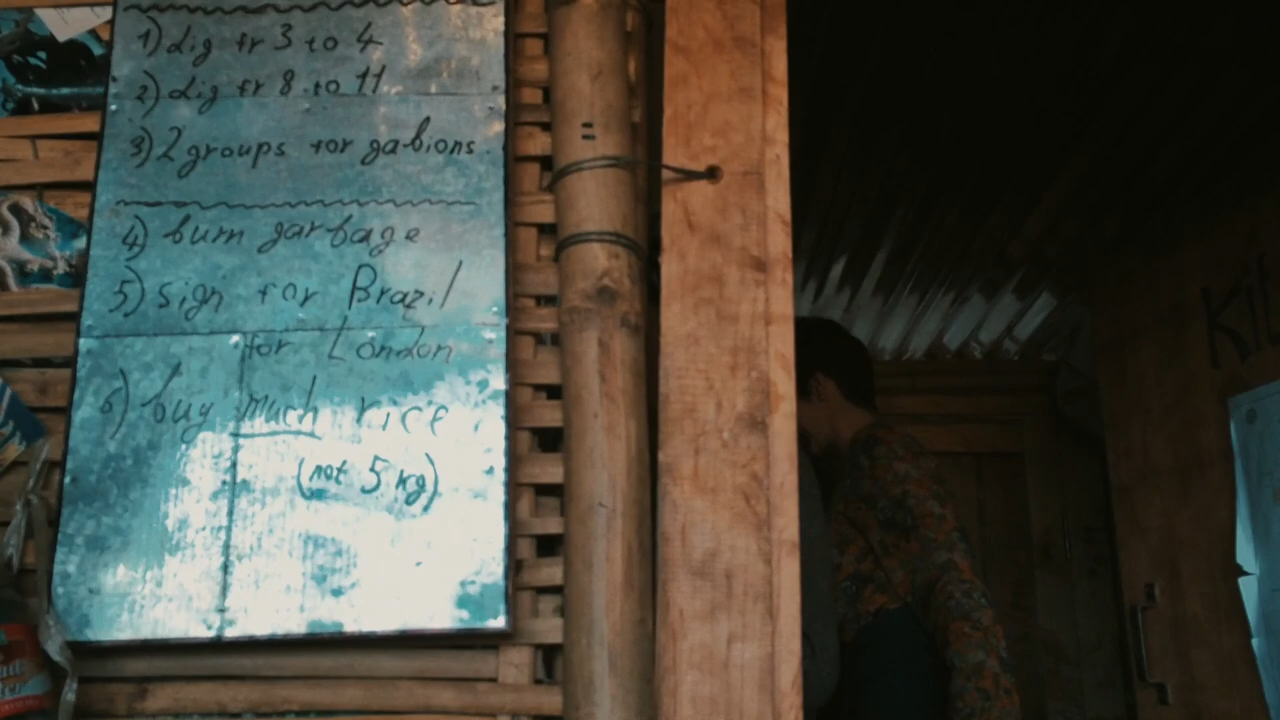 1) dig fr 3 to 4
2) dig fr 8 to 11
3) 2 groups for gabions.
4) burn garbage
5) sign for Brazil
for London
6) buy much rice
(not 5 kg)